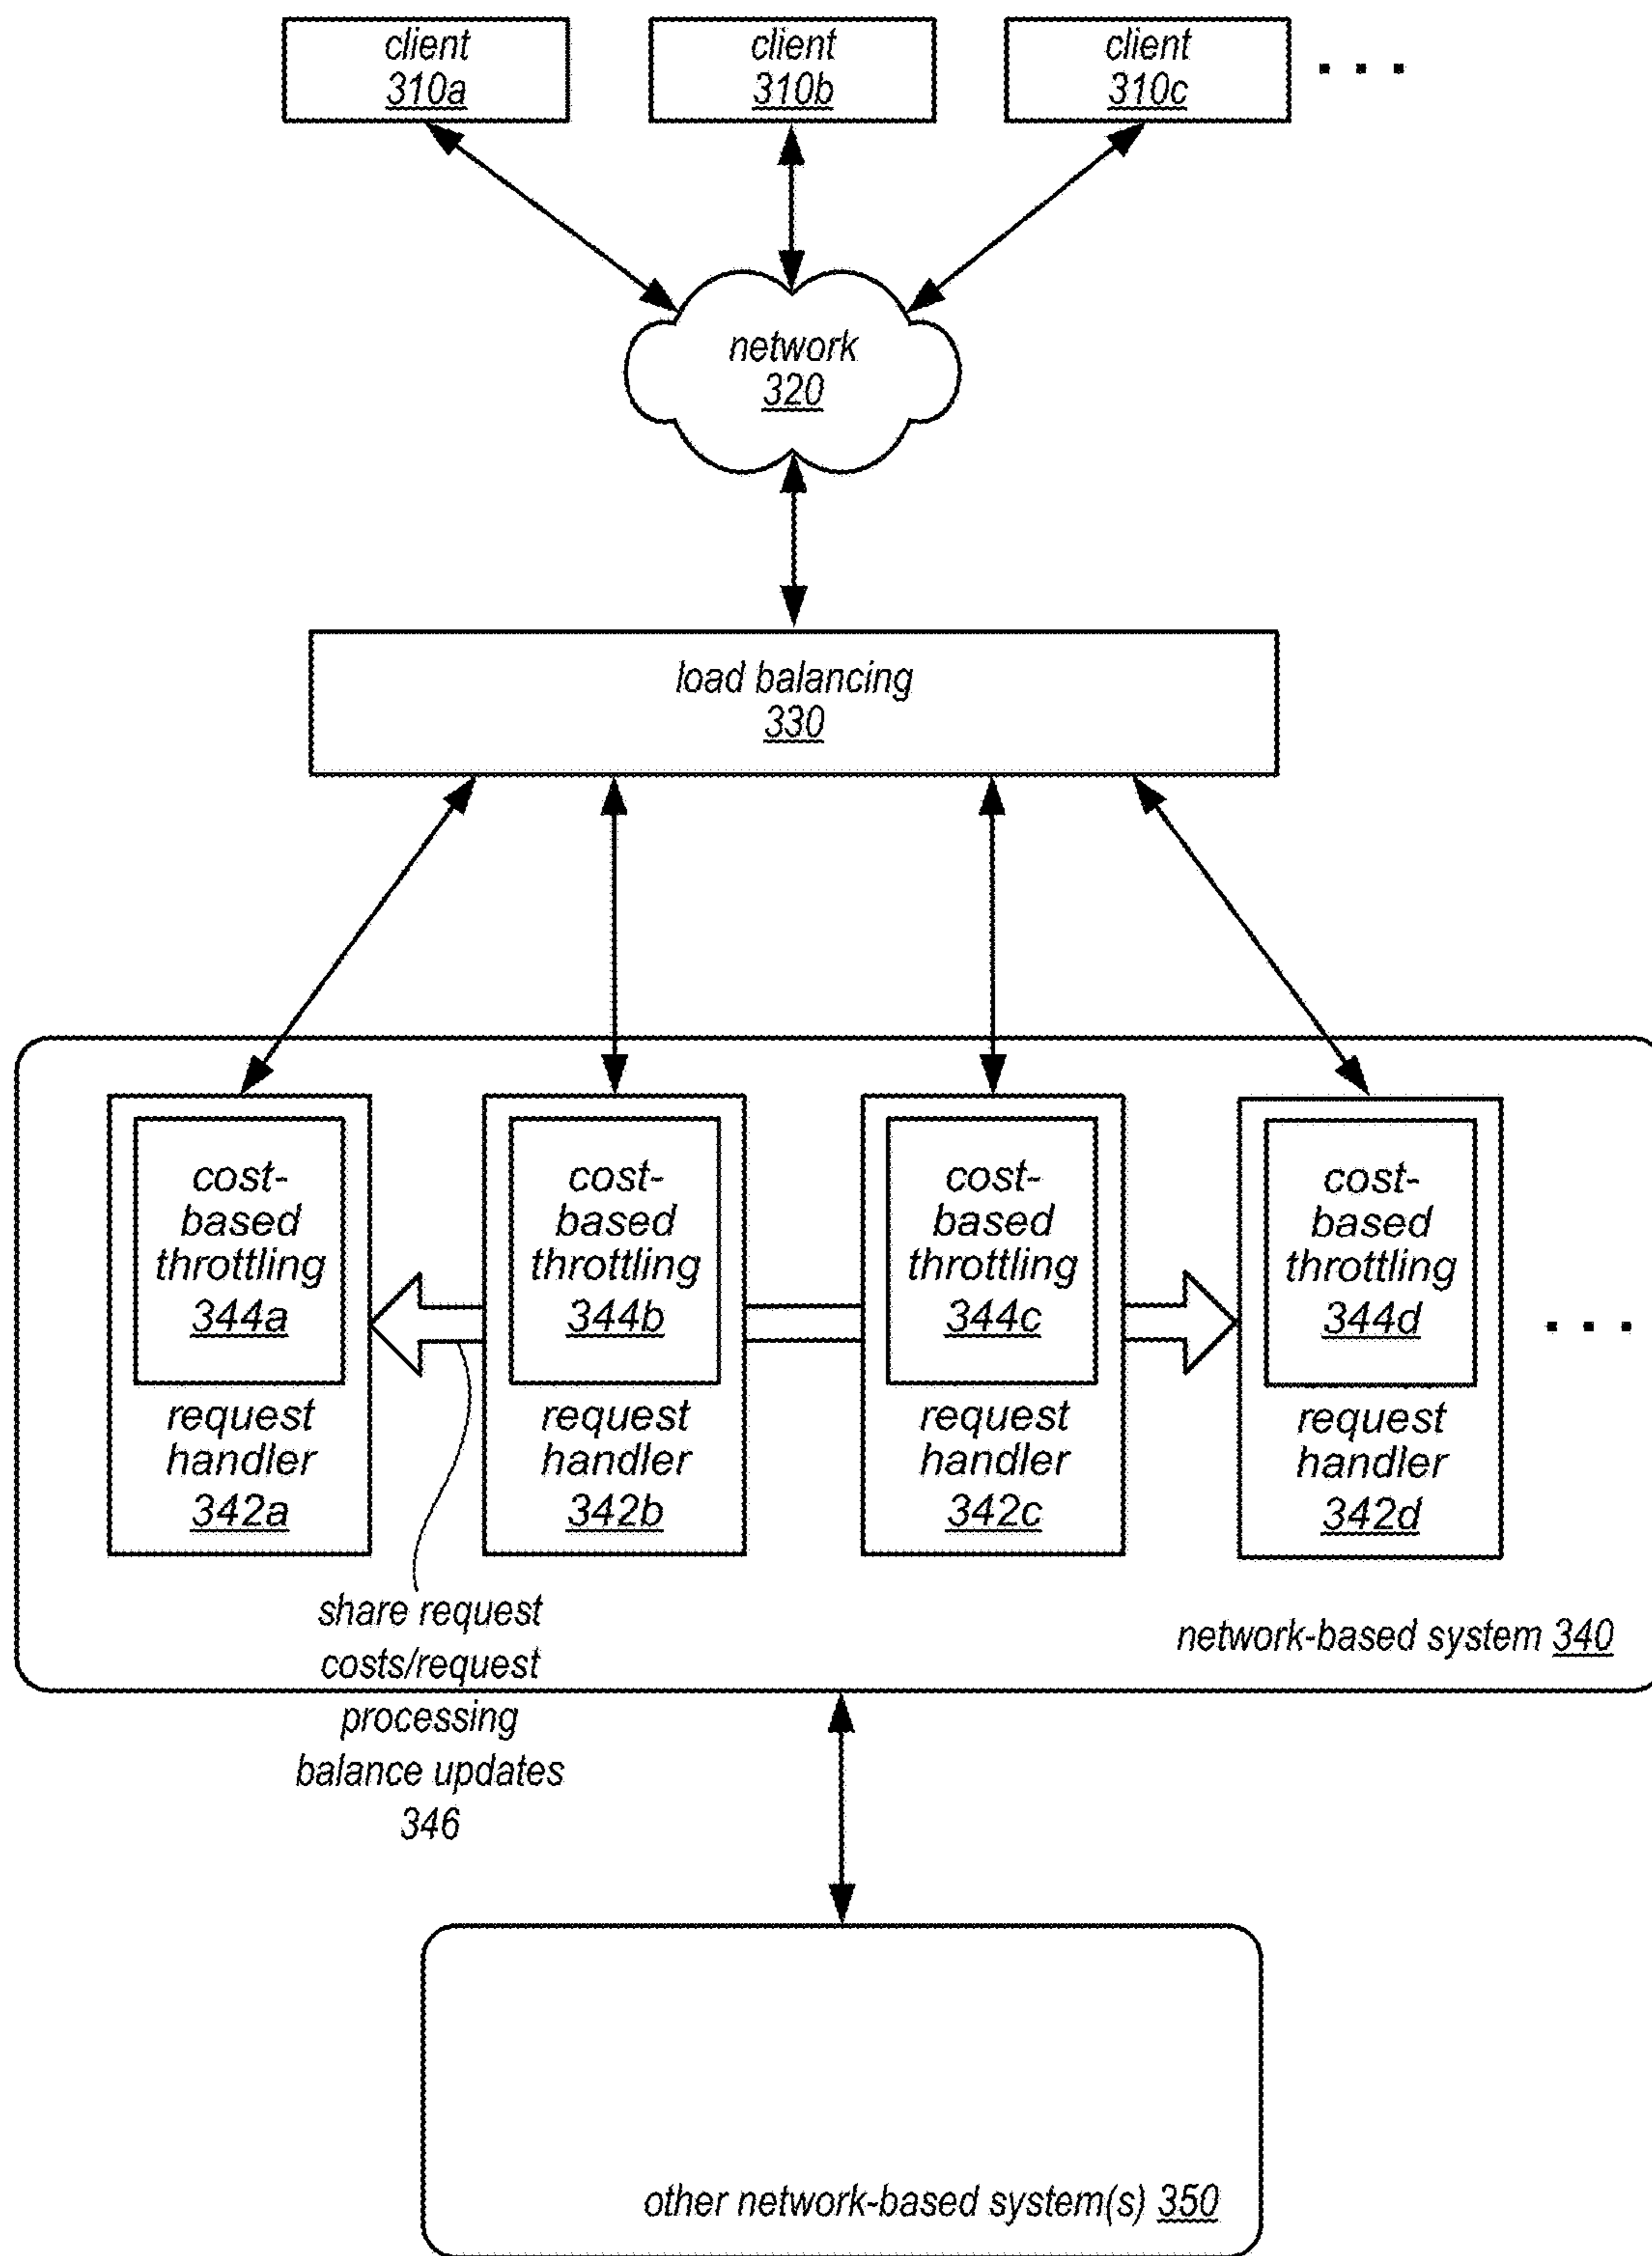 client
310a
client
310b
client
310c
. . .
network
320
load balancing
330
cost-
based
throttling
344a
request
handler
342a
cost-
based
throttling
344b
request
handler
342b
cost-
based
throttling
344c
request
handler
342c
cost-
based
throttling
344d
request
handler
342d
. . .
share request
costs/request
processing
balance updates
346
network-based system 340
other network-based system(s) 350